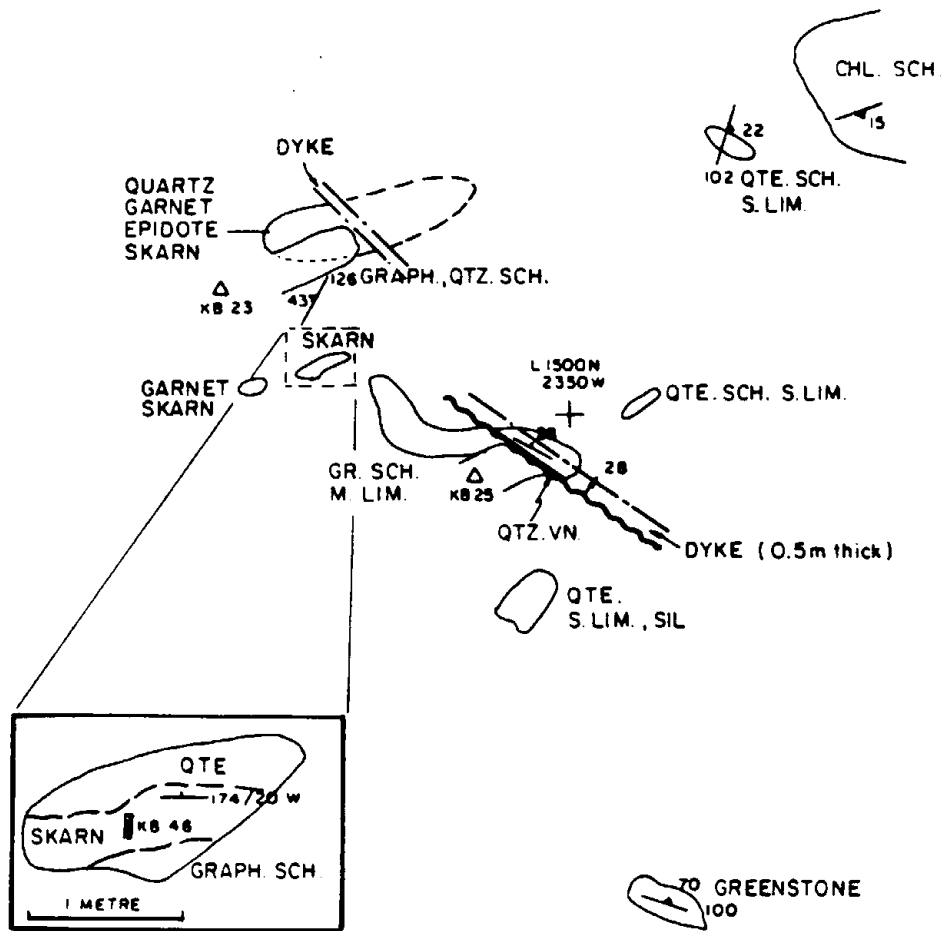 CHL. SCH.
15
22
102 QTE. SCH.
S. LIM.
DYKE
QUARTZ
GARNET
EPIDOTE
SKARN
126 GRAPH., QTZ. SCH.
43
KB 23
SKARN
GARNET
SKARN
L 1500N
2350 W
QTE. SCH. S. LIM.
GR. SCH.
M. LIM.
KB 25
28
QTZ. VN.
DYKE (0.5m thick)
QTE.
S. LIM., SIL
QTE
174/20 W
SKARN
KB 46
GRAPH. SCH.
1 METRE
70 GREENSTONE
100